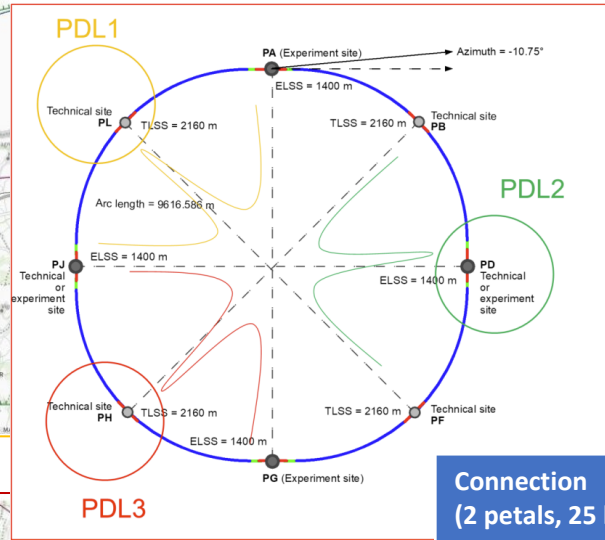 PDL1
PA (Experiment site)
Azimuth = -10.75°
ELSS = 1400 m
Technical site
PL
TLSS = 2160 m
TLSS = 2160 m
Technical site
PB
PDL2
Arc length = 9616.586 m
PJ
Technical
or
experiment
site
ELSS = 1400 m
ELSS = 1400 m
PD
Technical
or
experiment
site
Technical site
PH
TLSS = 2160 m
TLSS = 2160 m
Technical site
PF
ELSS = 1400 m
PG (Experiment site)
PDL3
Connection
(2 petals, 25